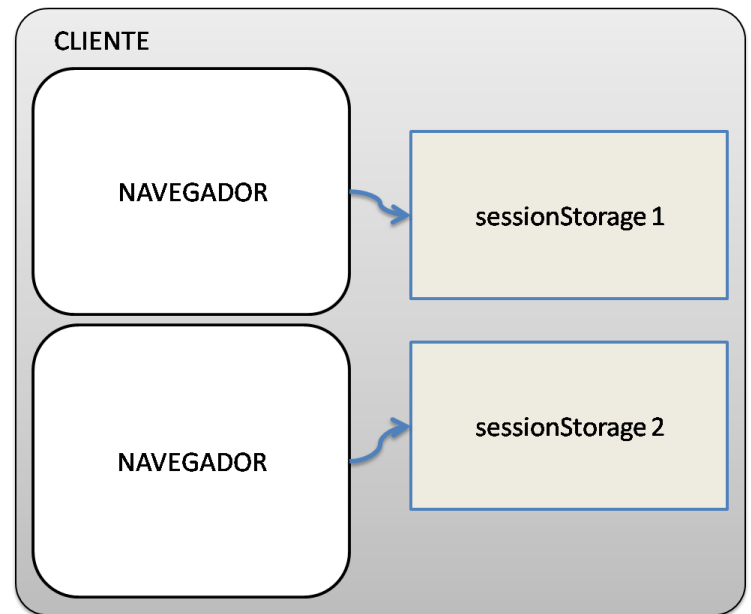 CLIENTE
NAVEGADOR
sessionStorage 1
NAVEGADOR
sessionStorage 2